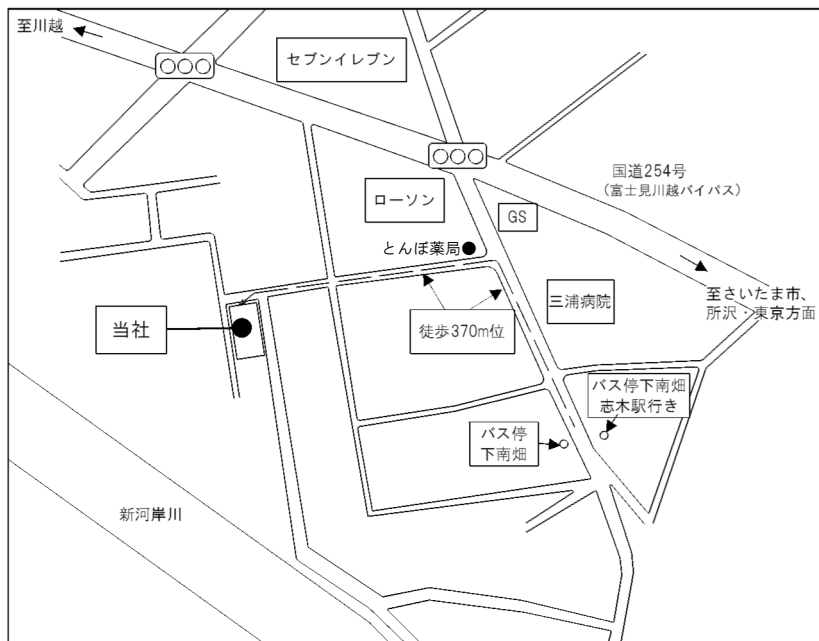 至川越
セブンイレブン
国道254号
（富士見川越バイパス）
ローソン
GS
とんぼ薬局
至さいたま市、
所沢・東京方面
三浦病院
当社
徒歩370m位
バス停下南畑
志木駅行き
バス停
下南畑
新河岸川